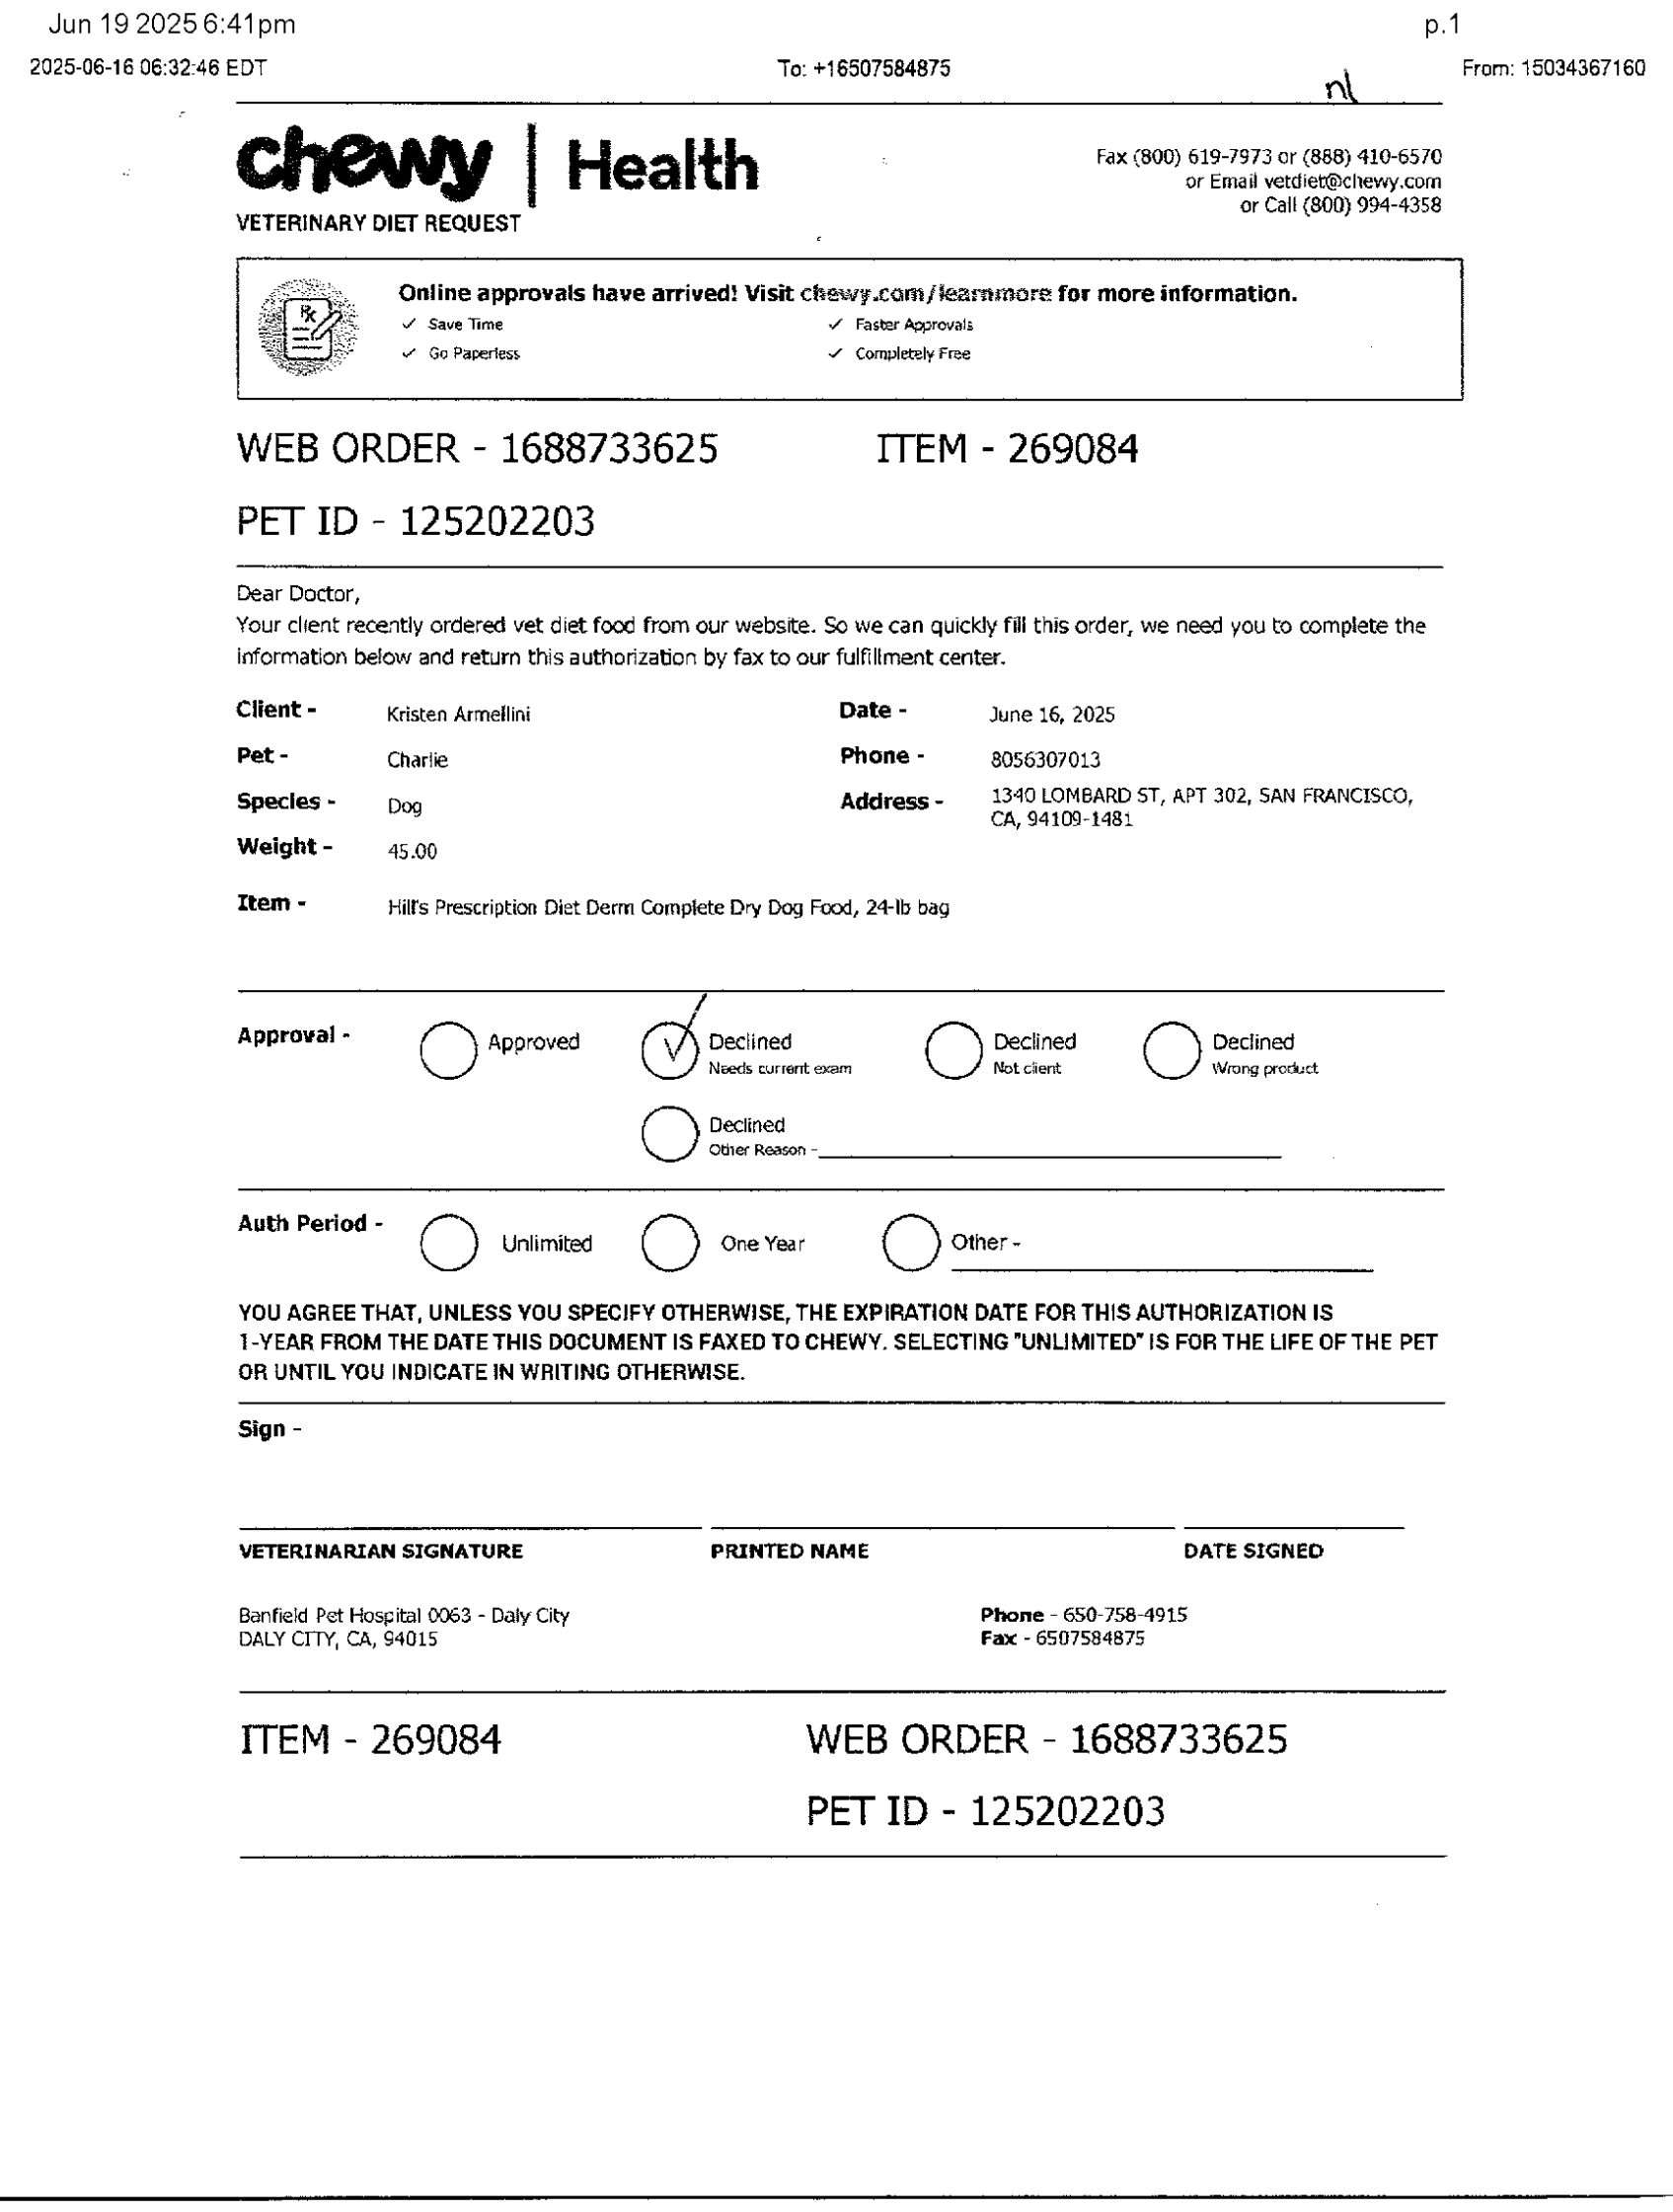 Jun 19 2025 6:41pm p.1
2025-06-16 06:32:46 EDT To: +16507584875 From: 15034367160
nl
chewy | Health
Fax (800) 619-7973 or (888) 410-6570
or Email vetdiet@chewy.com
or Call (800) 994-4358
VETERINARY DIET REQUEST
Rx
Online approvals have arrived! Visit chewy.com/learnmore for more information.
✓ Save Time ✓ Faster Approvals
✓ Go Paperless ✓ Completely Free
WEB ORDER - 1688733625 ITEM - 269084
PET ID - 125202203
Dear Doctor,
Your client recently ordered vet diet food from our website. So we can quickly fill this order, we need you to complete the
information below and return this authorization by fax to our fulfillment center.
Client - Kristen Armellini Date - June 16, 2025
Pet - Charlie Phone - 8056307013
Species - Dog Address - 1340 LOMBARD ST, APT 302, SAN FRANCISCO,
CA, 94109-1481
Weight - 45.00
Item - Hill's Prescription Diet Derm Complete Dry Dog Food, 24-lb bag
Approval - Approved ✓ Declined Declined Declined
Needs current exam Not client Wrong product
Declined
Other Reason -
Auth Period - Unlimited One Year Other -
YOU AGREE THAT, UNLESS YOU SPECIFY OTHERWISE, THE EXPIRATION DATE FOR THIS AUTHORIZATION IS
1-YEAR FROM THE DATE THIS DOCUMENT IS FAXED TO CHEWY. SELECTING "UNLIMITED" IS FOR THE LIFE OF THE PET
OR UNTIL YOU INDICATE IN WRITING OTHERWISE.
Sign -
VETERINARIAN SIGNATURE PRINTED NAME DATE SIGNED
Banfield Pet Hospital 0063 - Daly City Phone - 650-758-4915
DALY CITY, CA, 94015 Fax - 6507584875
ITEM - 269084 WEB ORDER - 1688733625
PET ID - 125202203